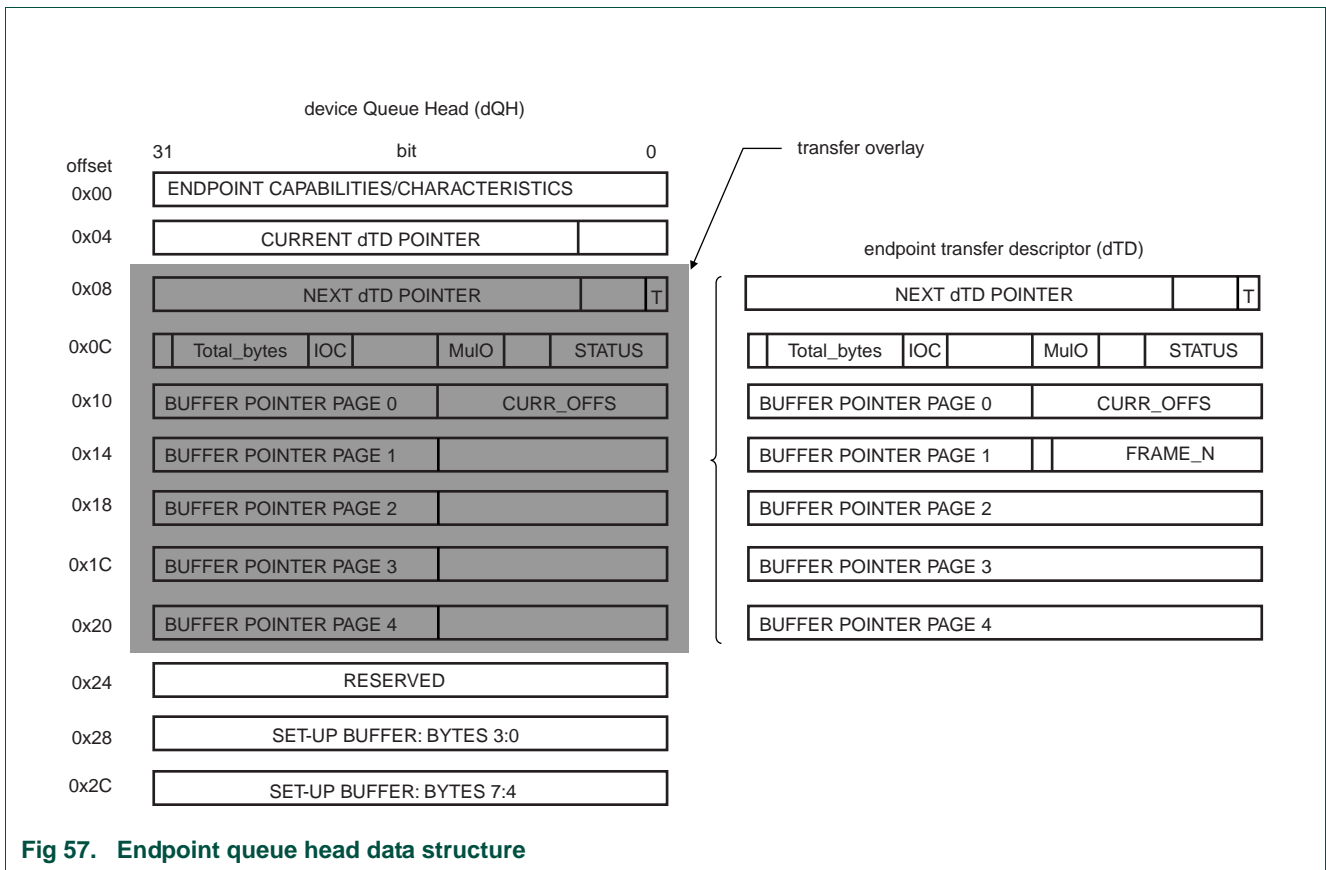 device Queue Head (dQH)
31 bit 0
transfer overlay
offset
0x00 ENDPOINT CAPABILITIES/CHARACTERISTICS
0x04 CURRENT dTD POINTER
endpoint transfer descriptor (dTD)
0x08 NEXT dTD POINTER T NEXT dTD POINTER T
0x0C Total_bytes IOC MulO STATUS Total_bytes IOC MulO STATUS
0x10 BUFFER POINTER PAGE 0 CURR_OFFS BUFFER POINTER PAGE 0 CURR_OFFS
0x14 BUFFER POINTER PAGE 1 BUFFER POINTER PAGE 1 FRAME_N
0x18 BUFFER POINTER PAGE 2 BUFFER POINTER PAGE 2
0x1C BUFFER POINTER PAGE 3 BUFFER POINTER PAGE 3
0x20 BUFFER POINTER PAGE 4 BUFFER POINTER PAGE 4
0x24 RESERVED
0x28 SET-UP BUFFER: BYTES 3:0
0x2C SET-UP BUFFER: BYTES 7:4
Fig 57. Endpoint queue head data structure